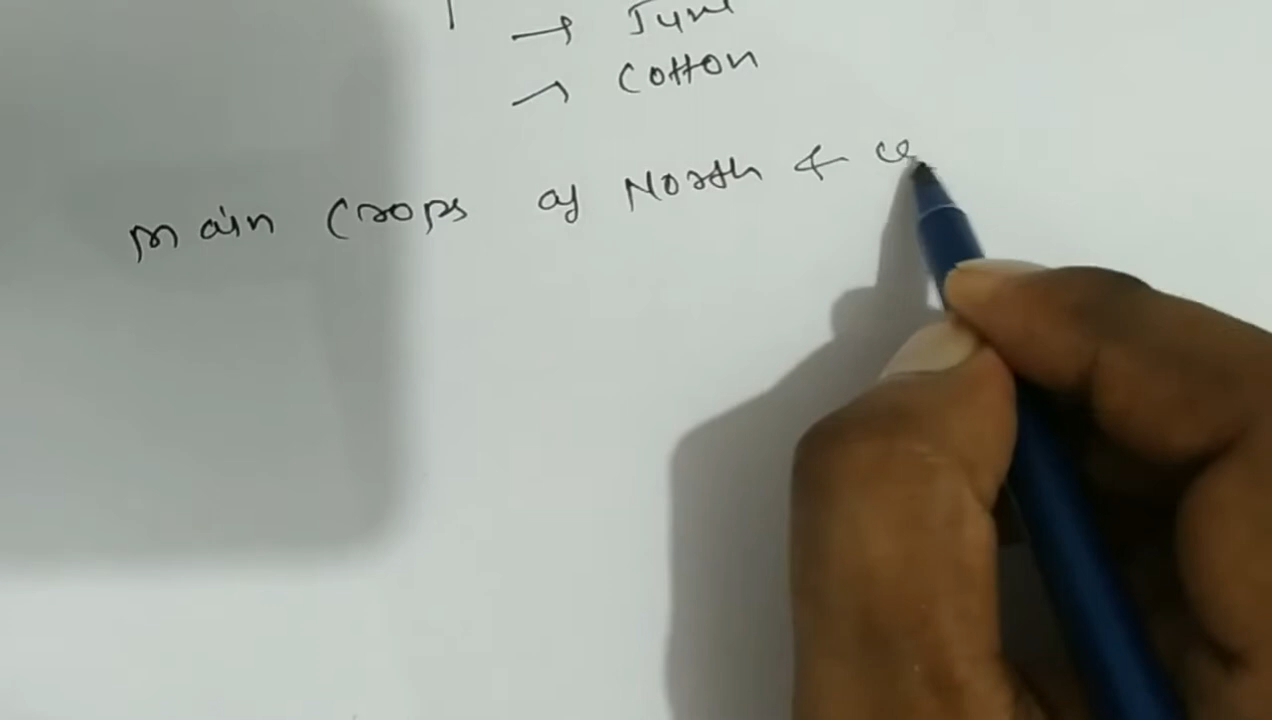 → Jute
→ Cotton
Main Crops of North &